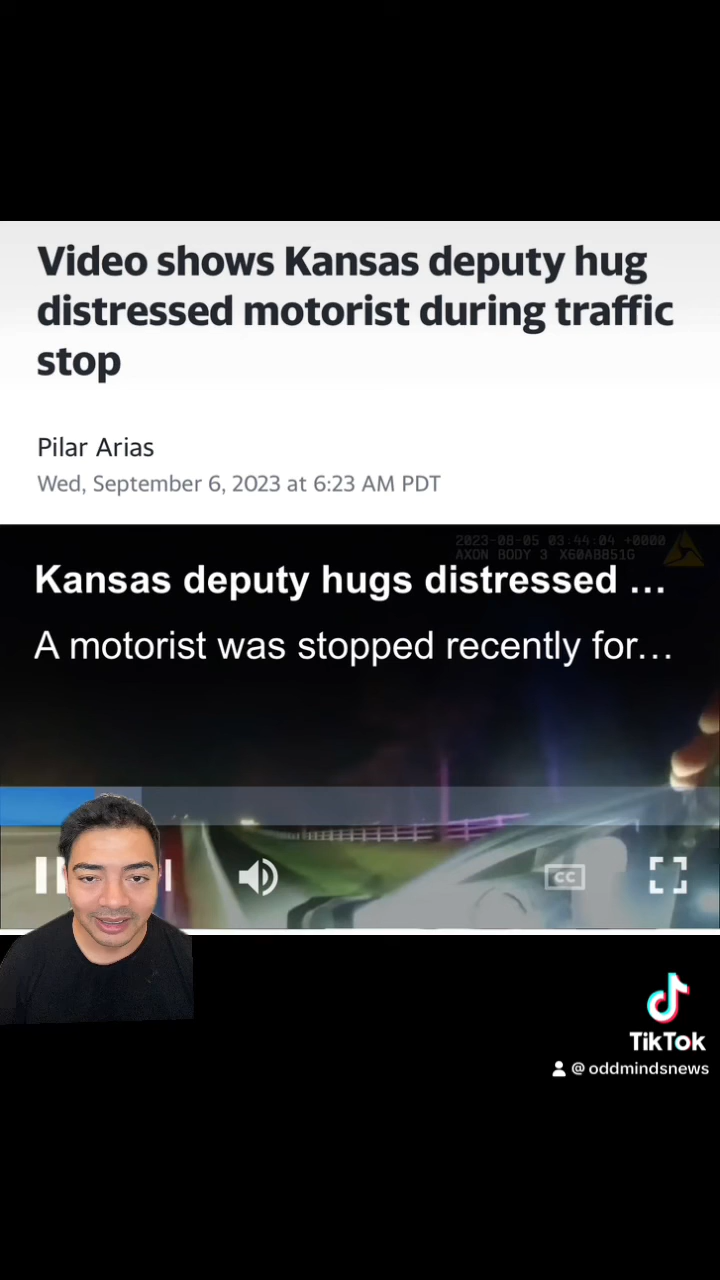 Video shows Kansas deputy hug
distressed motorist during traffic
stop
Pilar Arias
Wed, September 6, 2023 at 6:23 AM PDT
2023-08-05 03:44:04 +0000
AXON BODY 3 X60AB851G
Kansas deputy hugs distressed ...
A motorist was stopped recently for...
CC
TikTok
@oddmindsnews